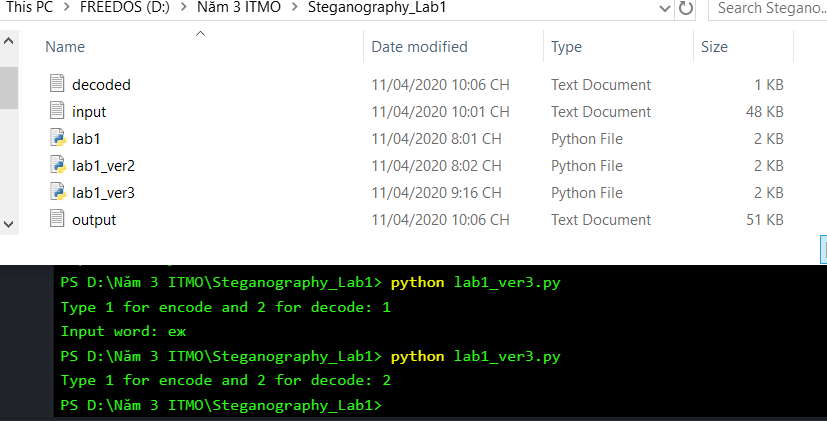 This PC > FREEDOS (D:) > Năm 3 ITMO > Steganography_Lab1
Search Stegano..
Name Date modified Type Size
decoded 11/04/2020 10:06 CH Text Document 1 KB
input 11/04/2020 10:01 CH Text Document 48 KB
lab1 11/04/2020 8:01 CH Python File 2 KB
lab1_ver2 11/04/2020 8:02 CH Python File 2 KB
lab1_ver3 11/04/2020 9:16 CH Python File 2 KB
output 11/04/2020 10:06 CH Text Document 51 KB
PS D:\Năm 3 ITMO\Steganography_Lab1> python lab1_ver3.py
Type 1 for encode and 2 for decode: 1
Input word: еж
PS D:\Năm 3 ITMO\Steganography_Lab1> python lab1_ver3.py
Type 1 for encode and 2 for decode: 2
PS D:\Năm 3 ITMO\Steganography_Lab1>